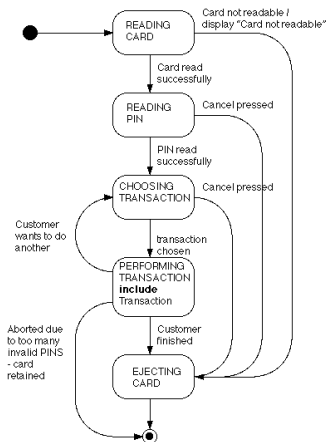 READING
CARD
Card not readable /
display "Card not readable"
Card read
successfully
READING
PIN
Cancel pressed
PIN read
successfully
CHOOSING
TRANSACTION
Cancel pressed
Customer
wants to do
another
transaction
chosen
PERFORMING
TRANSACTION
include
Transaction
Aborted due
to too many
invalid PINS
- card
retained
Customer
finished
EJECTING
CARD